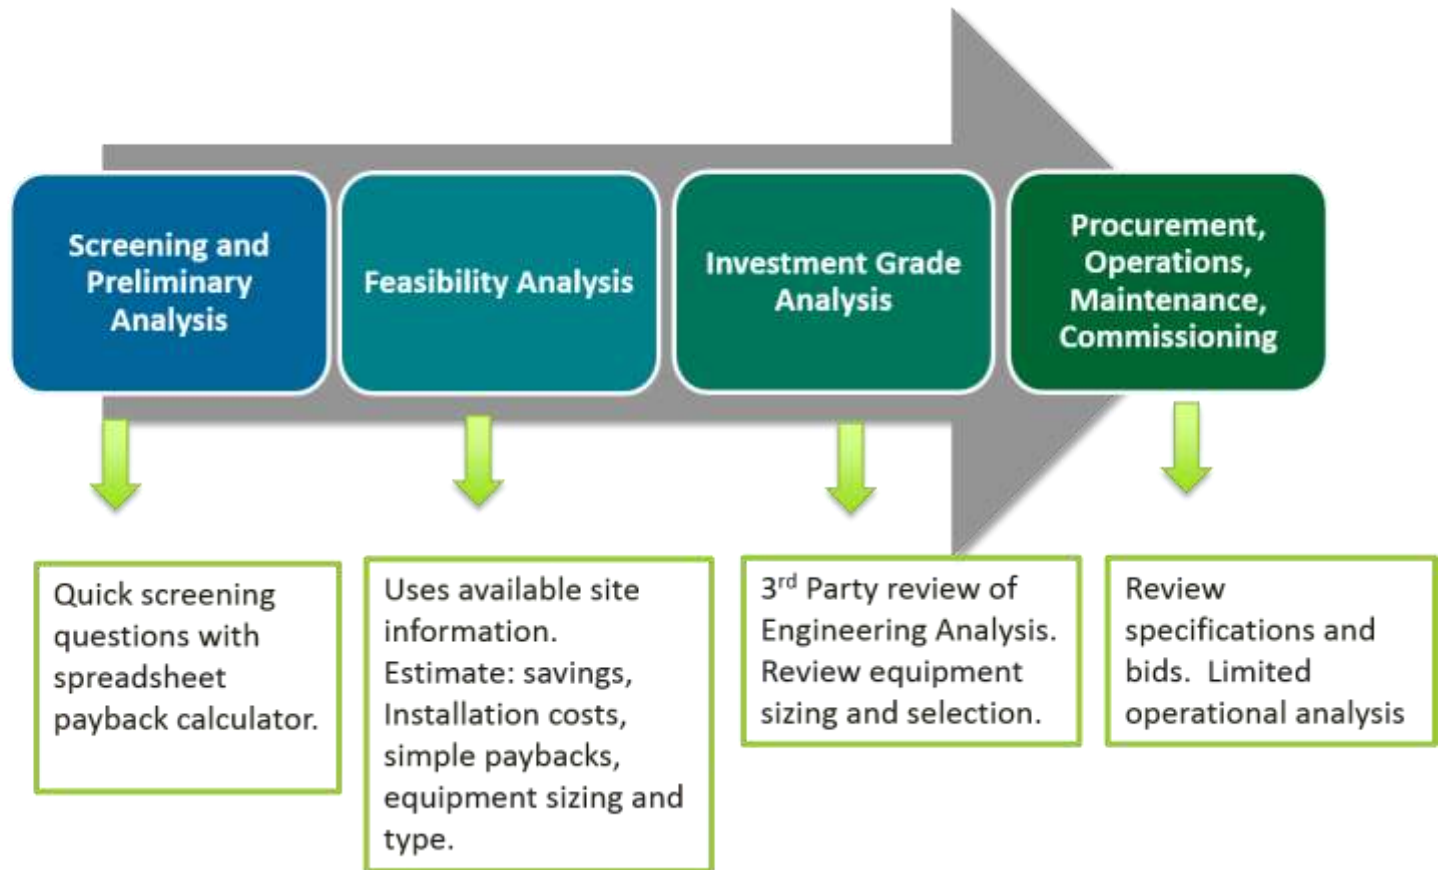 Screening and
Preliminary
Analysis
Feasibility Analysis
Investment Grade
Analysis
Procurement,
Operations,
Maintenance,
Commissioning
Quick screening
questions with
spreadsheet
payback calculator.
Uses available site
information.
Estimate: savings,
Installation costs,
simple paybacks,
equipment sizing and
type.
3rd Party review of
Engineering Analysis.
Review equipment
sizing and selection.
Review
specifications and
bids.  Limited
operational analysis